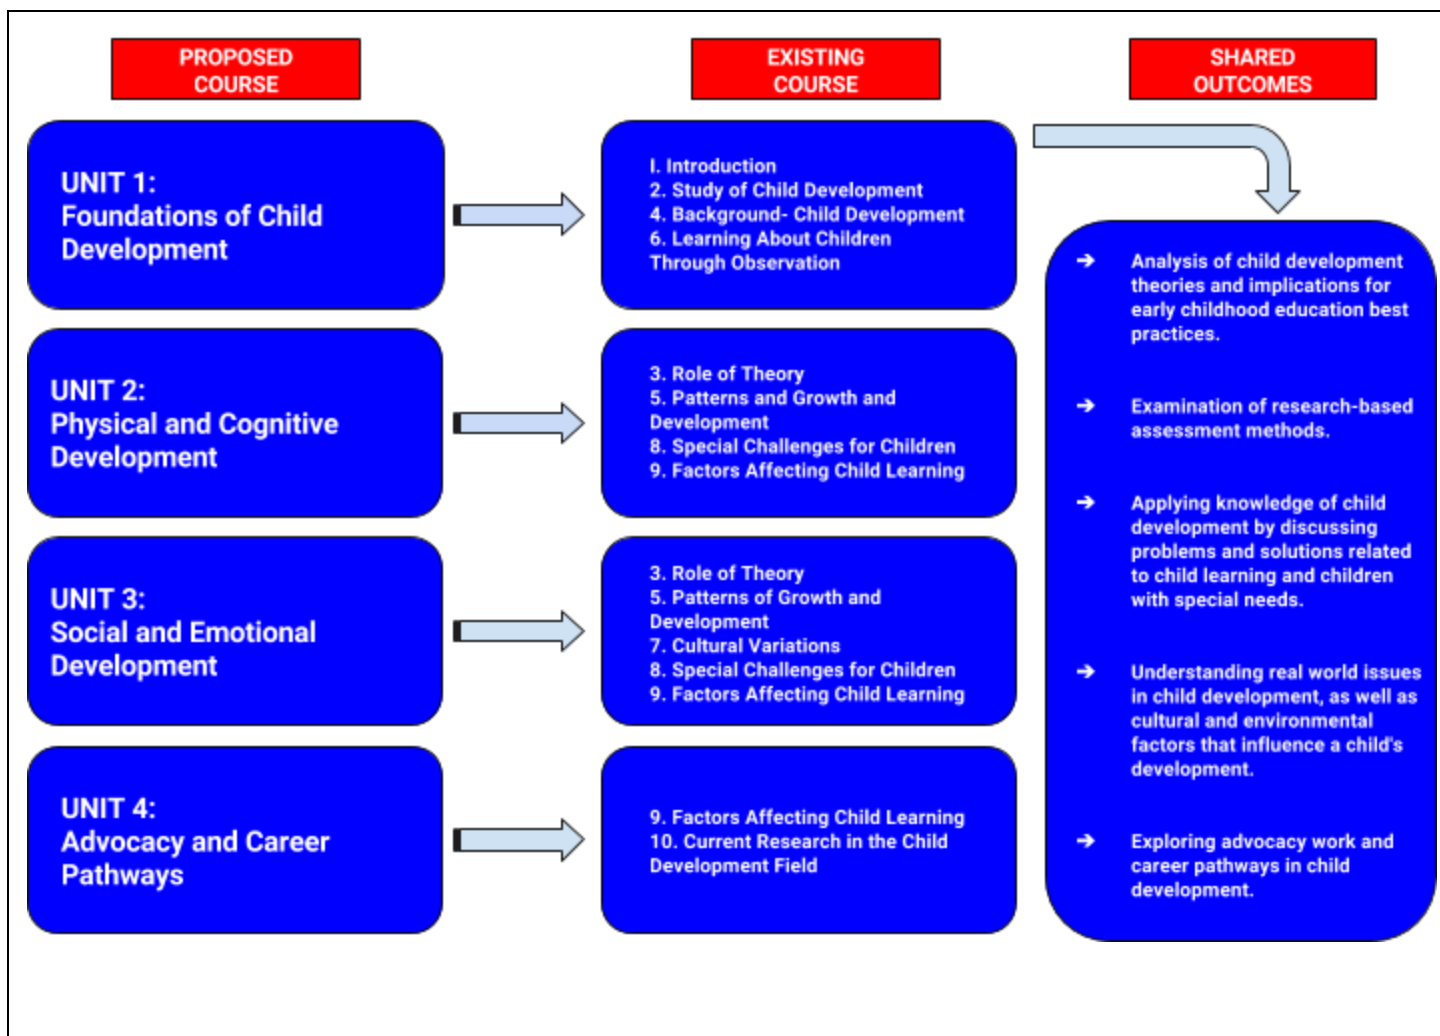 PROPOSED
COURSE
EXISTING
COURSE
SHARED
OUTCOMES
UNIT 1:
Foundations of Child
Development
I. Introduction
2. Study of Child Development
4. Background- Child Development
6. Learning About Children
Through Observation
UNIT 2:
Physical and Cognitive
Development
3. Role of Theory
5. Patterns and Growth and
Development
8. Special Challenges for Children
9. Factors Affecting Child Learning
UNIT 3:
Social and Emotional
Development
3. Role of Theory
5. Patterns of Growth and
Development
7. Cultural Variations
8. Special Challenges for Children
9. Factors Affecting Child Learning
UNIT 4:
Advocacy and Career
Pathways
9. Factors Affecting Child Learning
10. Current Research in the Child
Development Field
➔ Analysis of child development
theories and implications for
early childhood education best
practices.
➔ Examination of research-based
assessment methods.
➔ Applying knowledge of child
development by discussing
problems and solutions related
to child learning and children
with special needs.
➔ Understanding real world issues
in child development, as well as
cultural and environmental
factors that influence a child's
development.
➔ Exploring advocacy work and
career pathways in child
development.